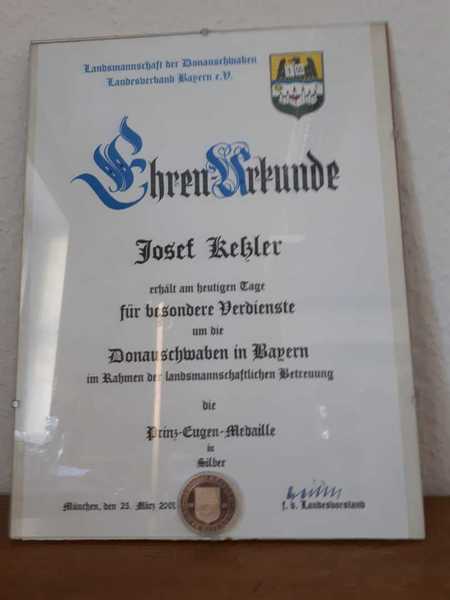 Landsmannschaft der Donauschwaben
Landesverband Bayern e.V.
Ehren-Urkunde
Josef Keßler
erhält am heutigen Tage
für besondere Verdienste
um die
Donauschwaben in Bayern
im Rahmen der landsmannschaftlichen Betreuung
die
Prinz-Eugen-Medaille
in
Silber
München, den 25. März 2001
f. d. Landesvorstand